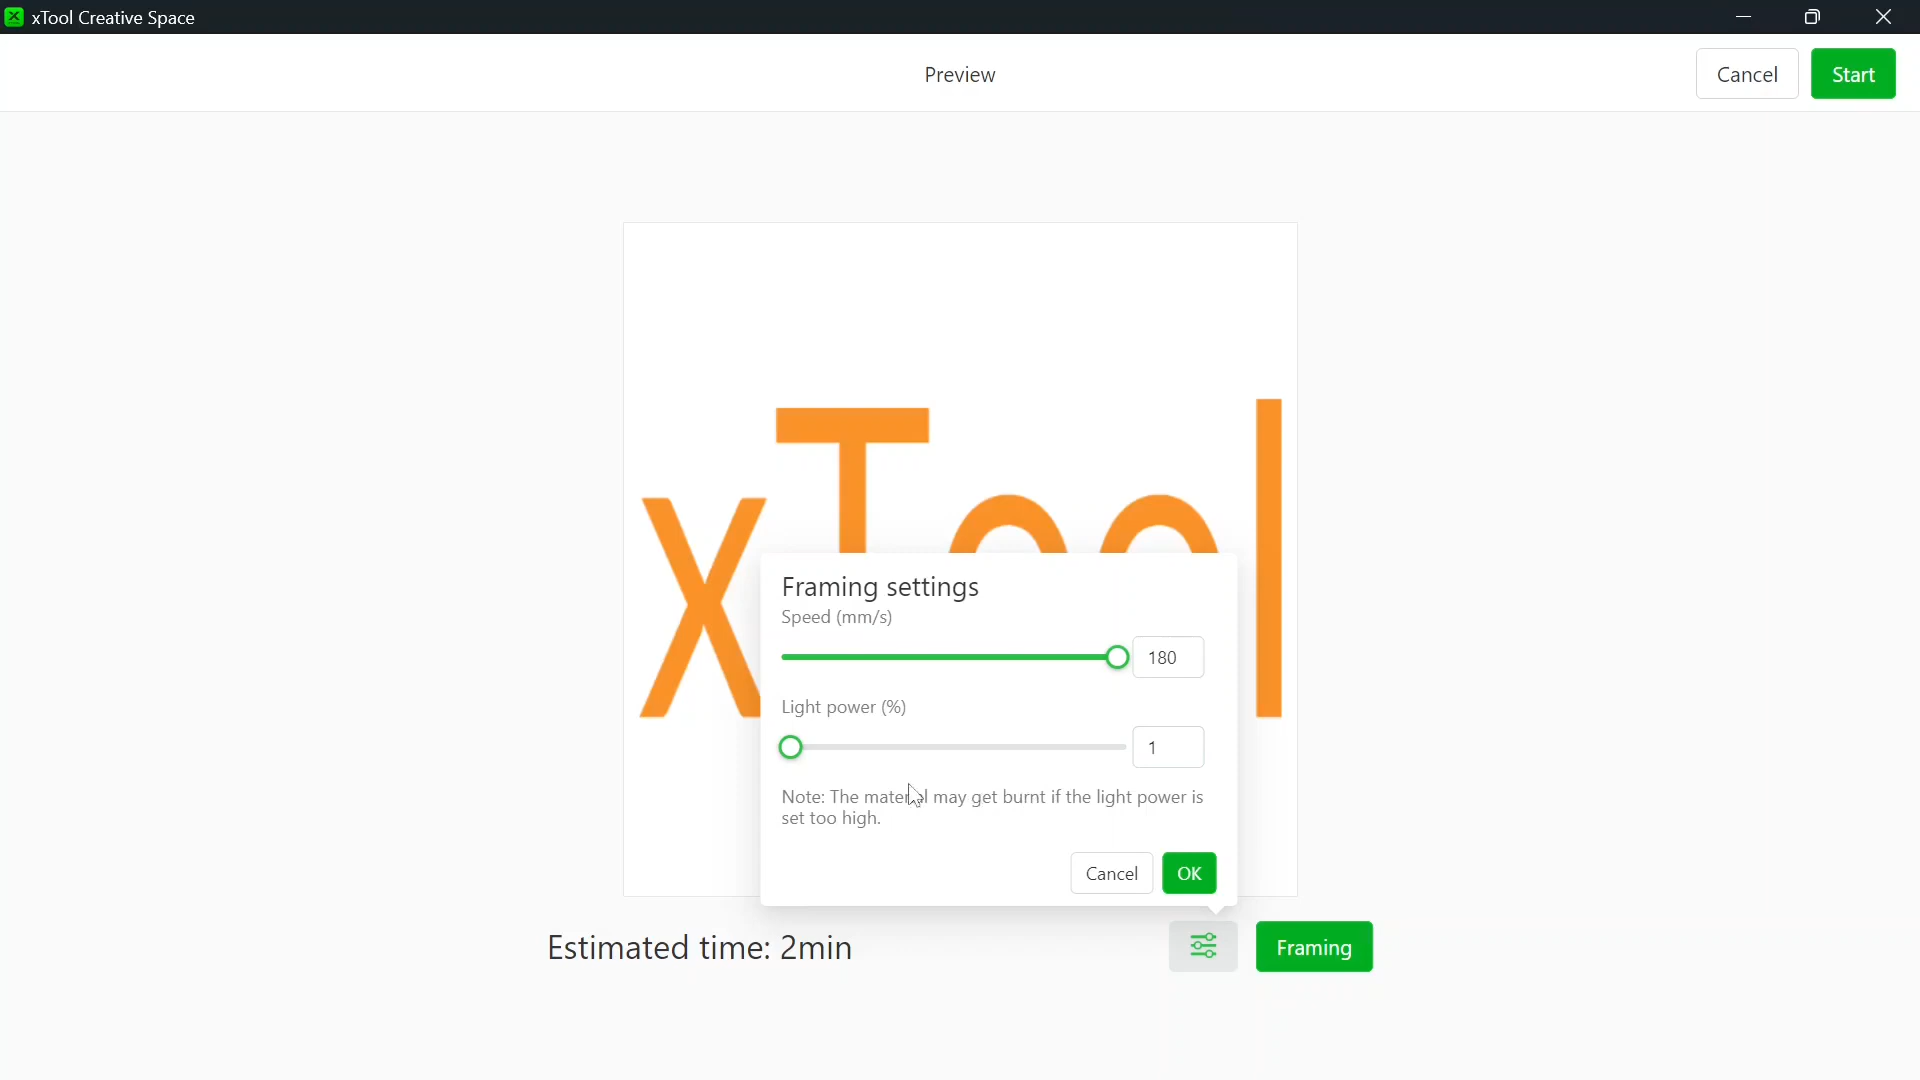 xTool Creative Space
Preview
Cancel
Start
xTool
Framing settings
Speed (mm/s)
180
Light power (%)
1
Note: The material may get burnt if the light power is
set too high.
Cancel
OK
Estimated time: 2min
Framing